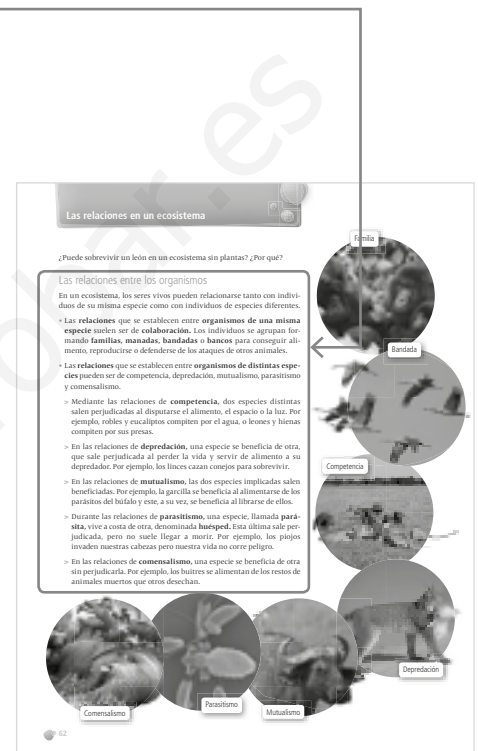 ohar.es
Las relaciones en un ecosistema
¿Puede sobrevivir un león en un ecosistema sin plantas? ¿Por qué?
Las relaciones entre los organismos
En un ecosistema, los seres vivos pueden relacionarse tanto con indivi-
duos de su misma especie como con individuos de especies diferentes.
• Las relaciones que se establecen entre organismos de una misma
especie suelen ser de colaboración. Los individuos se agrupan for-
mando familias, manadas, bandadas o bancos para conseguir ali-
mento, reproducirse o defenderse de los ataques de otros animales.
• Las relaciones que se establecen entre organismos de distintas espe-
cies pueden ser de competencia, depredación, mutualismo, parasitismo
y comensalismo.
> Mediante las relaciones de competencia, dos especies distintas
salen perjudicadas al disputarse el alimento, el espacio o la luz. Por
ejemplo, robles y eucaliptos compiten por el agua, o leones y hienas
compiten por sus presas.
> En las relaciones de depredación, una especie se beneficia de otra,
que sale perjudicada al perder la vida y servir de alimento a su
depredador. Por ejemplo, los linces cazan conejos para sobrevivir.
> En las relaciones de mutualismo, las dos especies implicadas salen
beneficiadas. Por ejemplo, la garcilla se beneficia al alimentarse de los
parásitos del búfalo y este, a su vez, se beneficia al librarse de ellos.
> Durante las relaciones de parasitismo, una especie, llamada pará-
sita, vive a costa de otra, denominada huésped. Esta última sale per-
judicada, pero no suele llegar a morir. Por ejemplo, los piojos
invaden nuestras cabezas pero nuestra vida no corre peligro.
> En las relaciones de comensalismo, una especie se beneficia de otra
sin perjudicarla. Por ejemplo, los buitres se alimentan de los restos de
animales muertos que otros desechan.
Familia
Bandada
Competencia
Depredación
Mutualismo
Parasitismo
Comensalismo
62